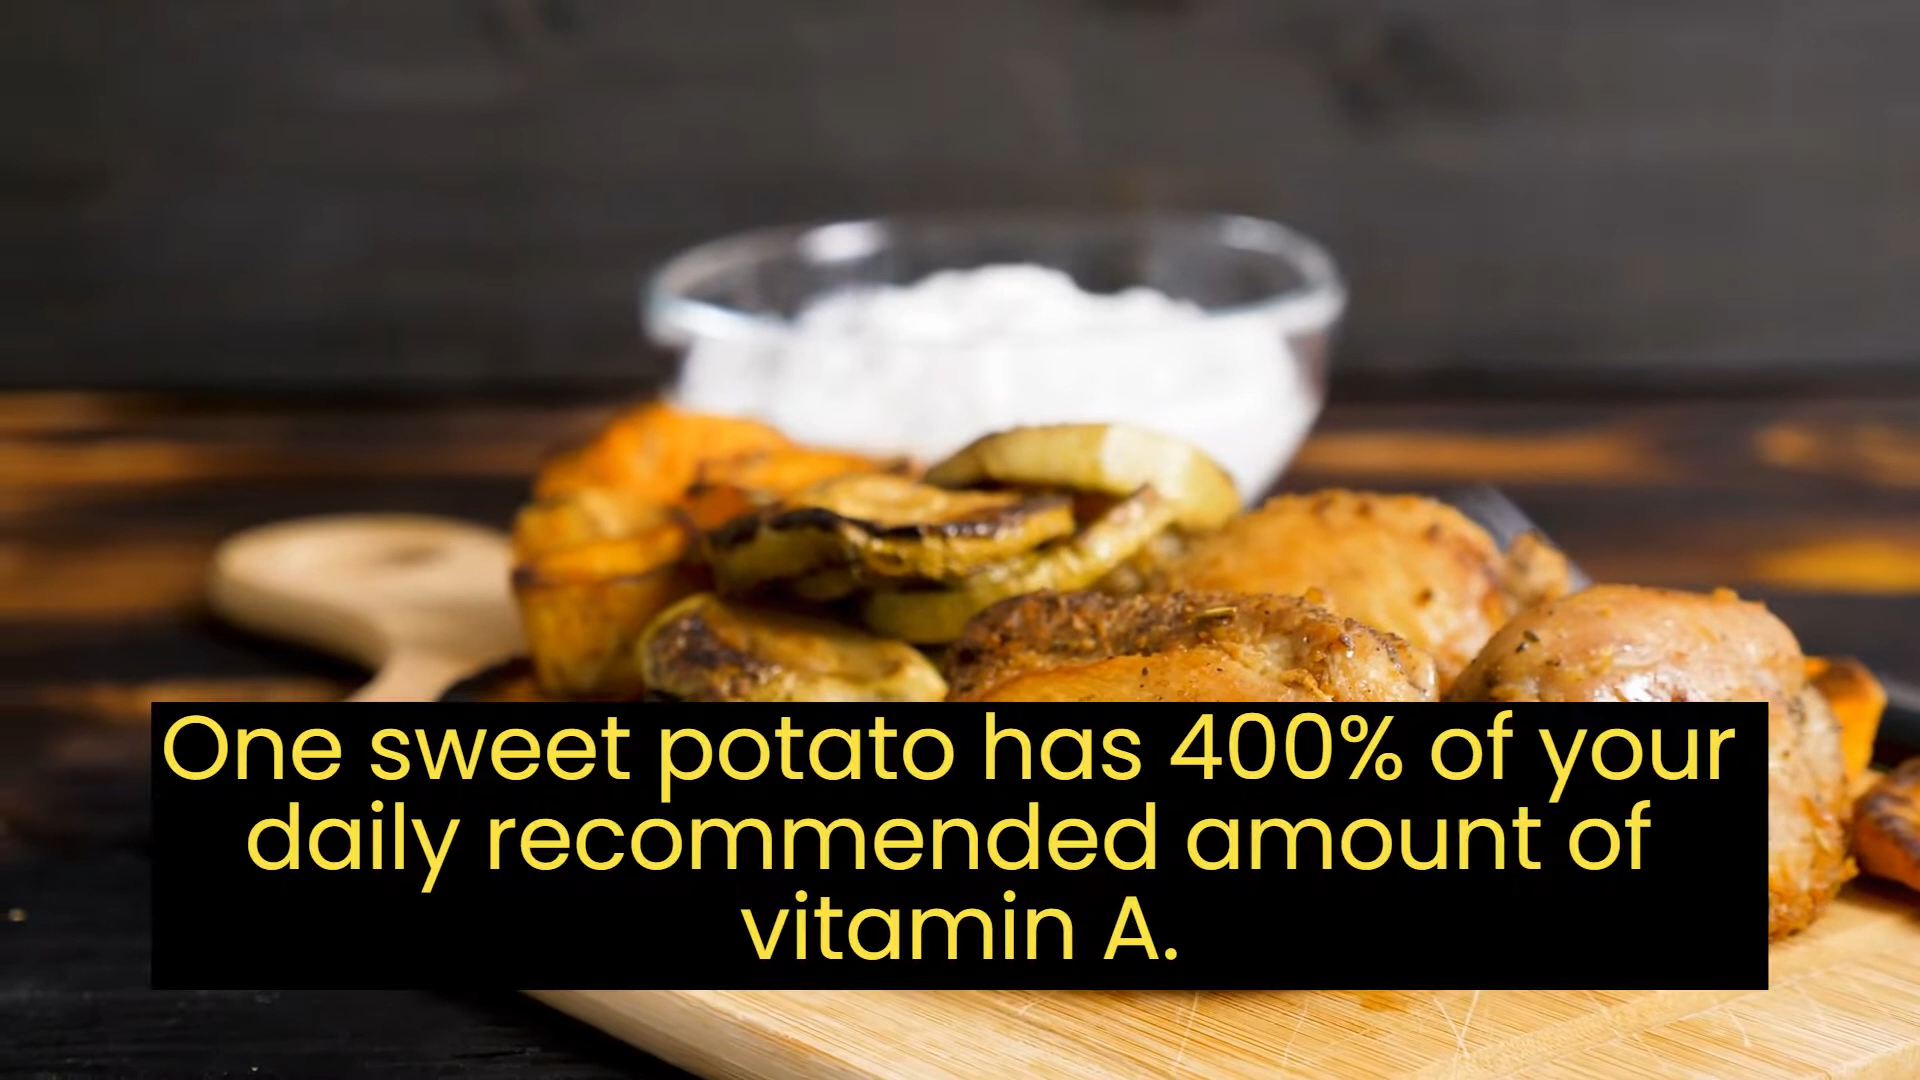 One sweet potato has 400% of your
daily recommended amount of
vitamin A.